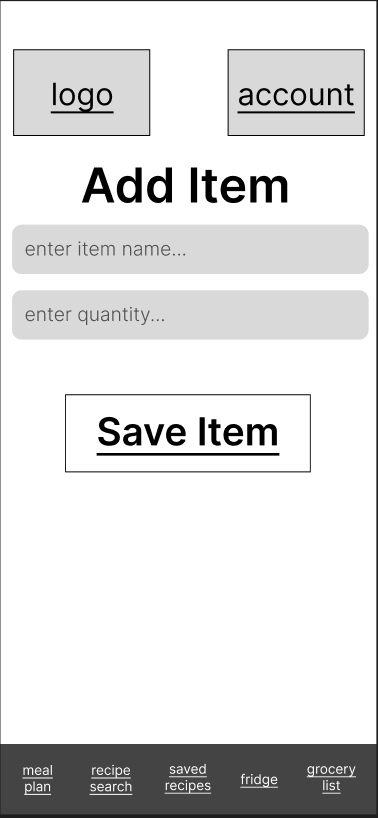 logo
account
Add Item
enter item name...
enter quantity...
Save Item
meal
plan
recipe
search
saved
recipes
fridge
grocery
list